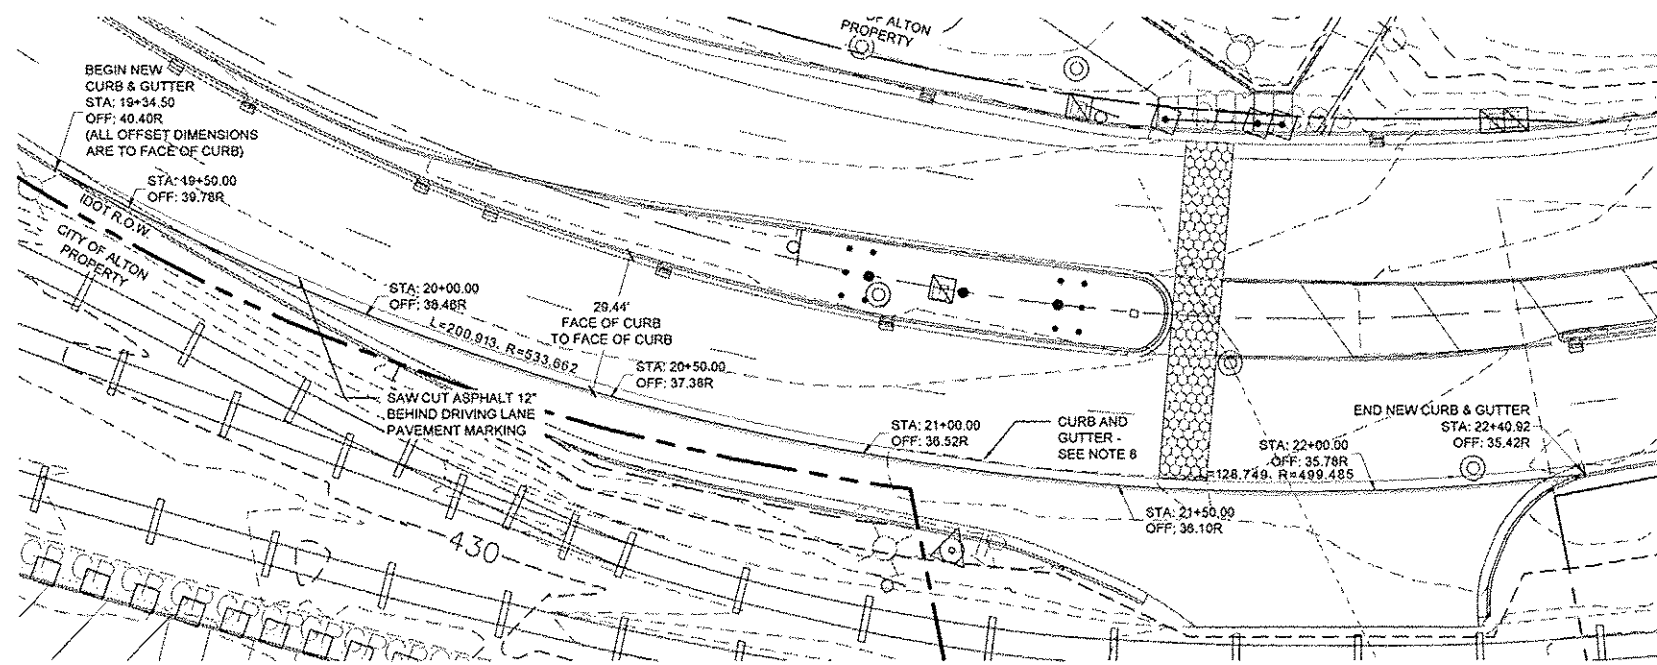 OF ALTON
PROPERTY
BEGIN NEW
CURB & GUTTER
STA: 19+34.50
OFF: 40.40R
(ALL OFFSET DIMENSIONS
ARE TO FACE OF CURB)
STA: 19+50.00
OFF: 39.78R
IDOT R.O.W.
CITY OF ALTON
PROPERTY
STA: 20+00.00
OFF: 38.46R
L=200.913, R=533.662
29.44'
FACE OF CURB
TO FACE OF CURB
STA: 20+50.00
OFF: 37.38R
SAW CUT ASPHALT 12"
BEHIND DRIVING LANE
PAVEMENT MARKING
STA: 21+00.00
OFF: 36.52R
CURB AND
GUTTER -
SEE NOTE 8
END NEW CURB & GUTTER
STA: 22+40.92
OFF: 35.42R
STA: 22+00.00
OFF: 35.78R
=128.749, R=499.485
STA: 21+50.00
OFF: 36.10R
430